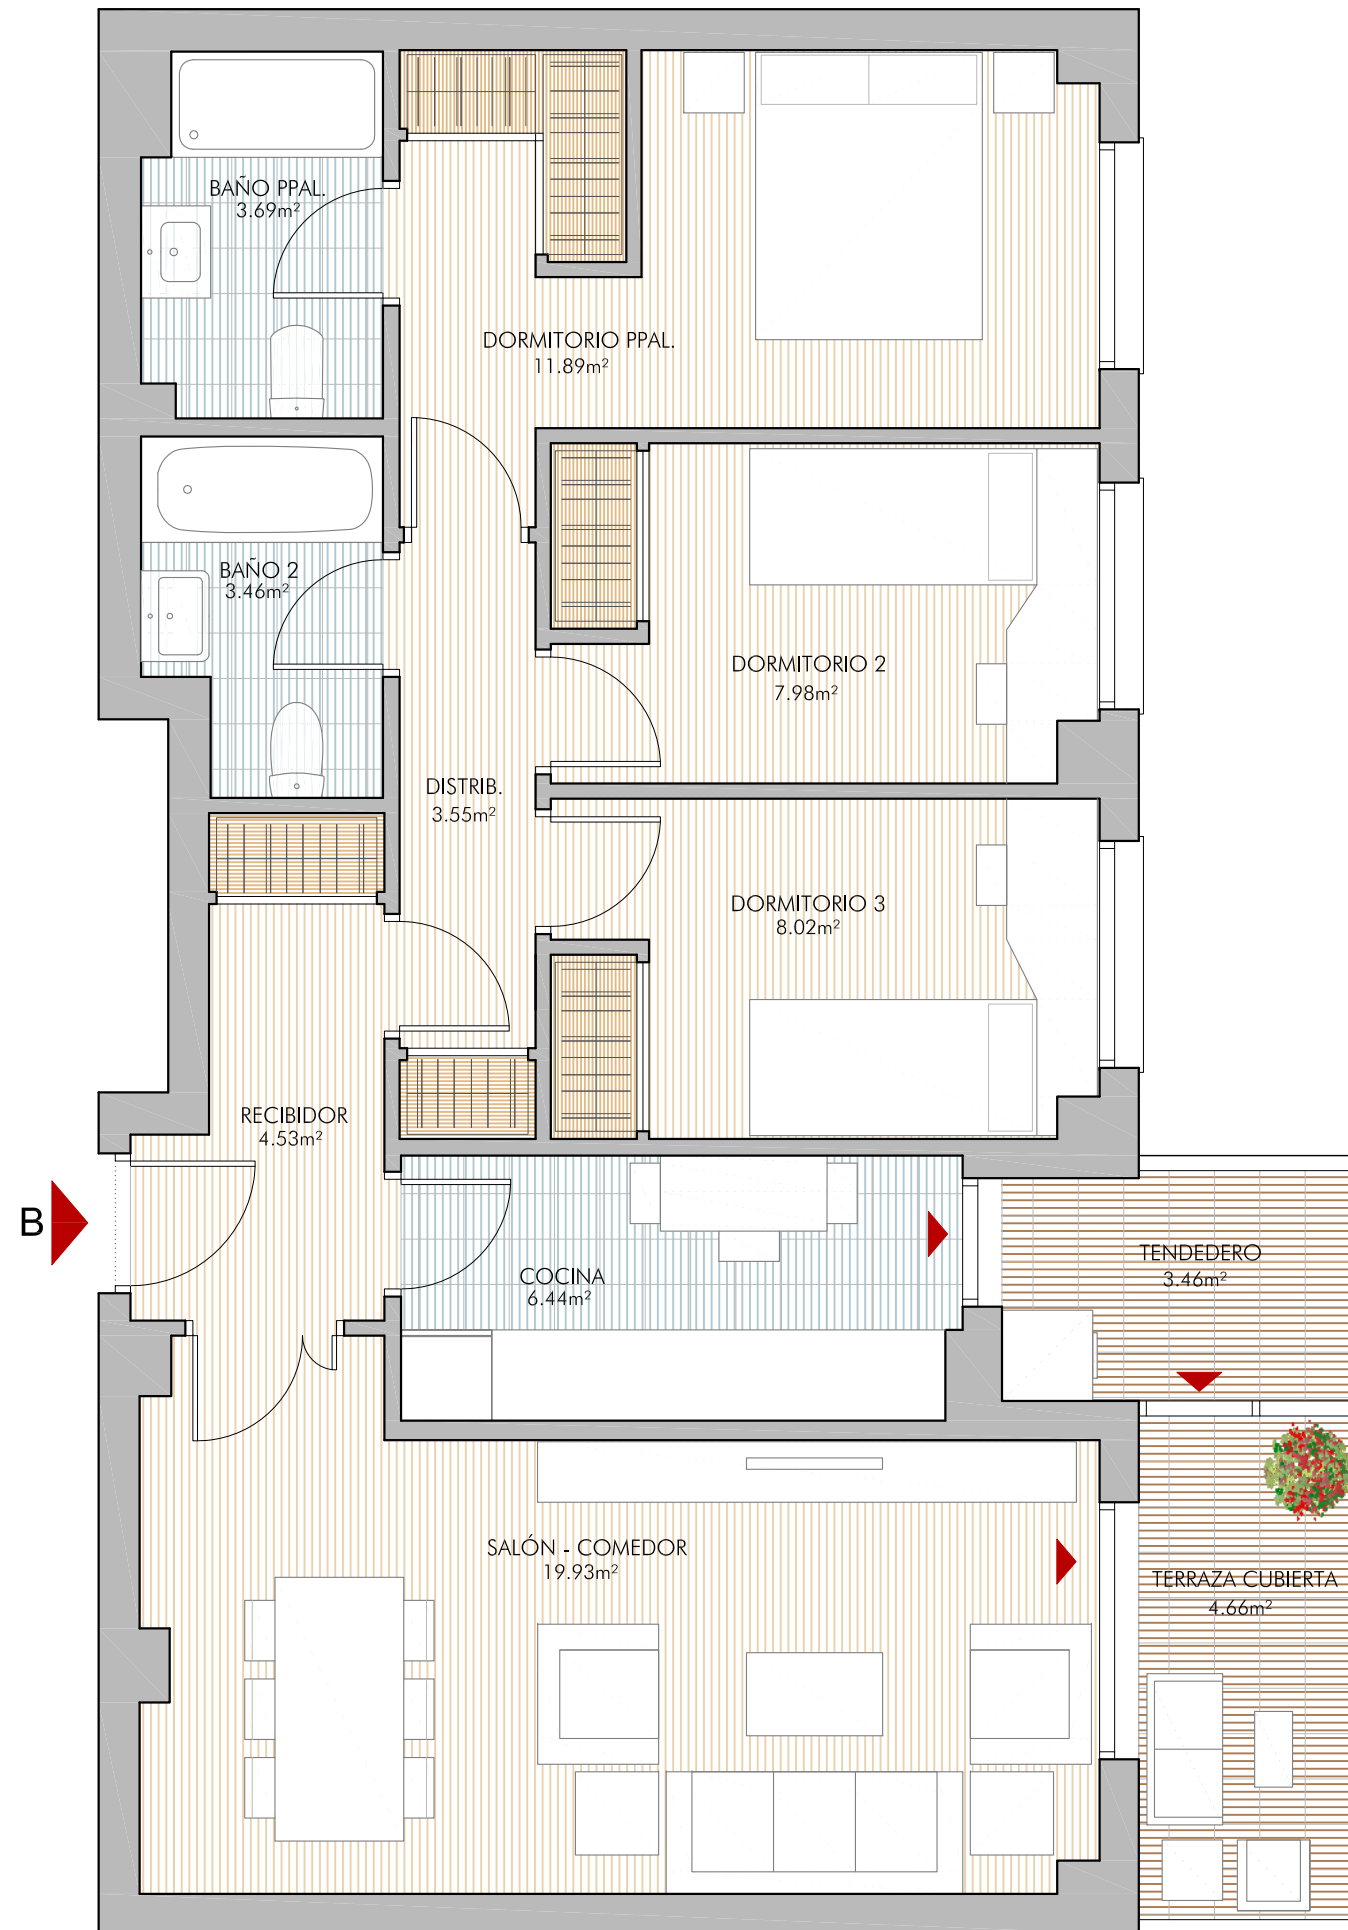 BAÑO PPAL.
3.69m²
DORMITORIO PPAL.
11.89m²
BAÑO 2
3.46m²
DORMITORIO 2
7.98m²
DISTRIB.
3.55m²
DORMITORIO 3
8.02m²
RECIBIDOR
4.53m²
B
COCINA
6.44m²
TENDEDERO
3.46m²
SALÓN - COMEDOR
19.93m²
TERRAZA CUBIERTA
4.66m²